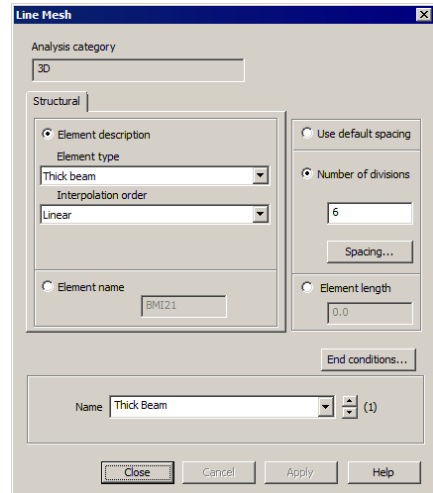 Line Mesh
Analysis category
3D
Structural
Element description
Element type
Thick beam
Interpolation order
Linear
Element name
BMI21
Use default spacing
Number of divisions
6
Spacing...
Element length
0.0
End conditions...
Name Thick Beam (1)
Close Cancel Apply Help